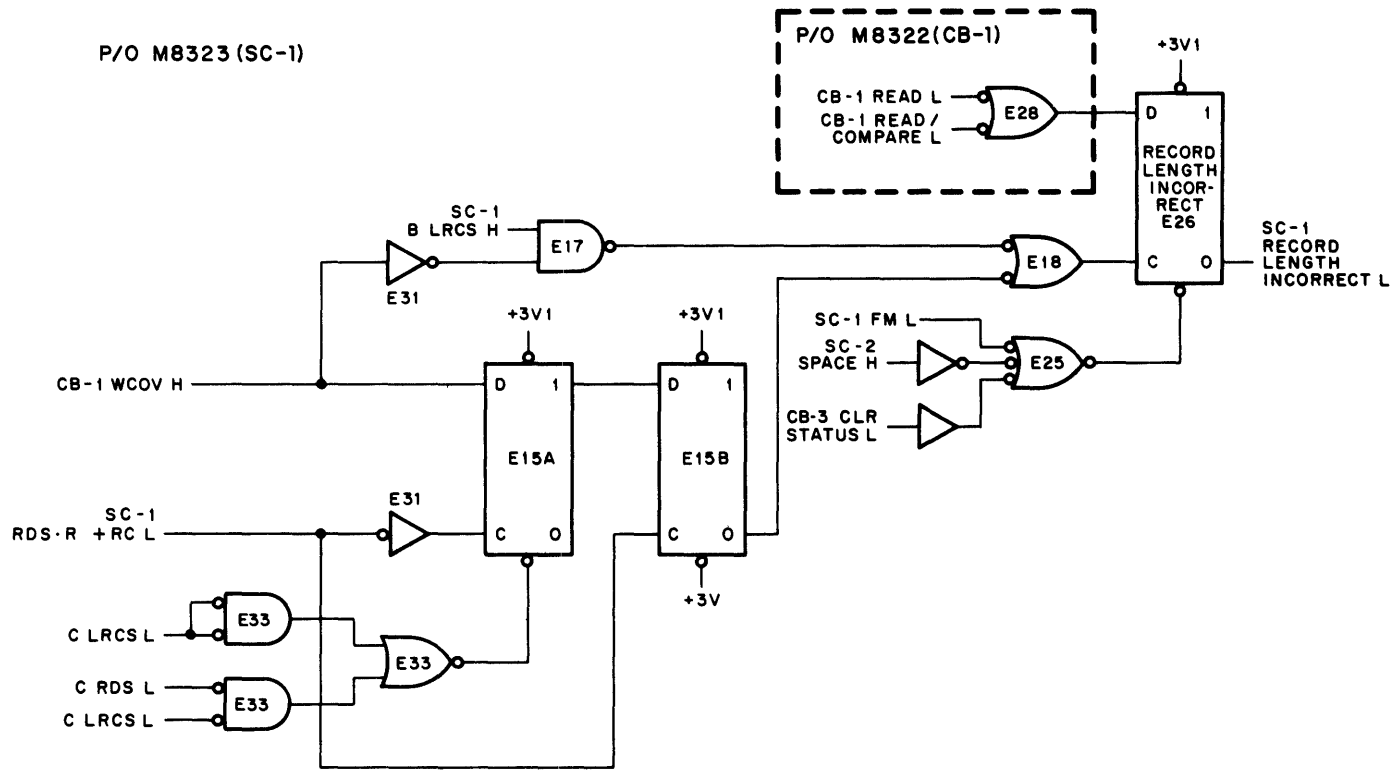 P/O M8323 (SC-1)
P/O M8322(CB-1)
+3V1
CB-1 READ L
CB-1 READ/
COMPARE L
E28
D 1
RECORD
LENGTH
INCOR-
RECT
E26
C 0
SC-1
RECORD
LENGTH
INCORRECT L
SC-1
B LRCS H
E17
E31
E18
+3V1
+3V1
SC-1 FM L
SC-2
SPACE H
E25
CB-3 CLR
STATUS L
CB-1 WCOV H
D 1
E15A
C 0
D 1
E15B
C 0
+3V
E31
SC-1
RDS·R +RC L
E33
C LRCS L
E33
C RDS L
E33
C LRCS L